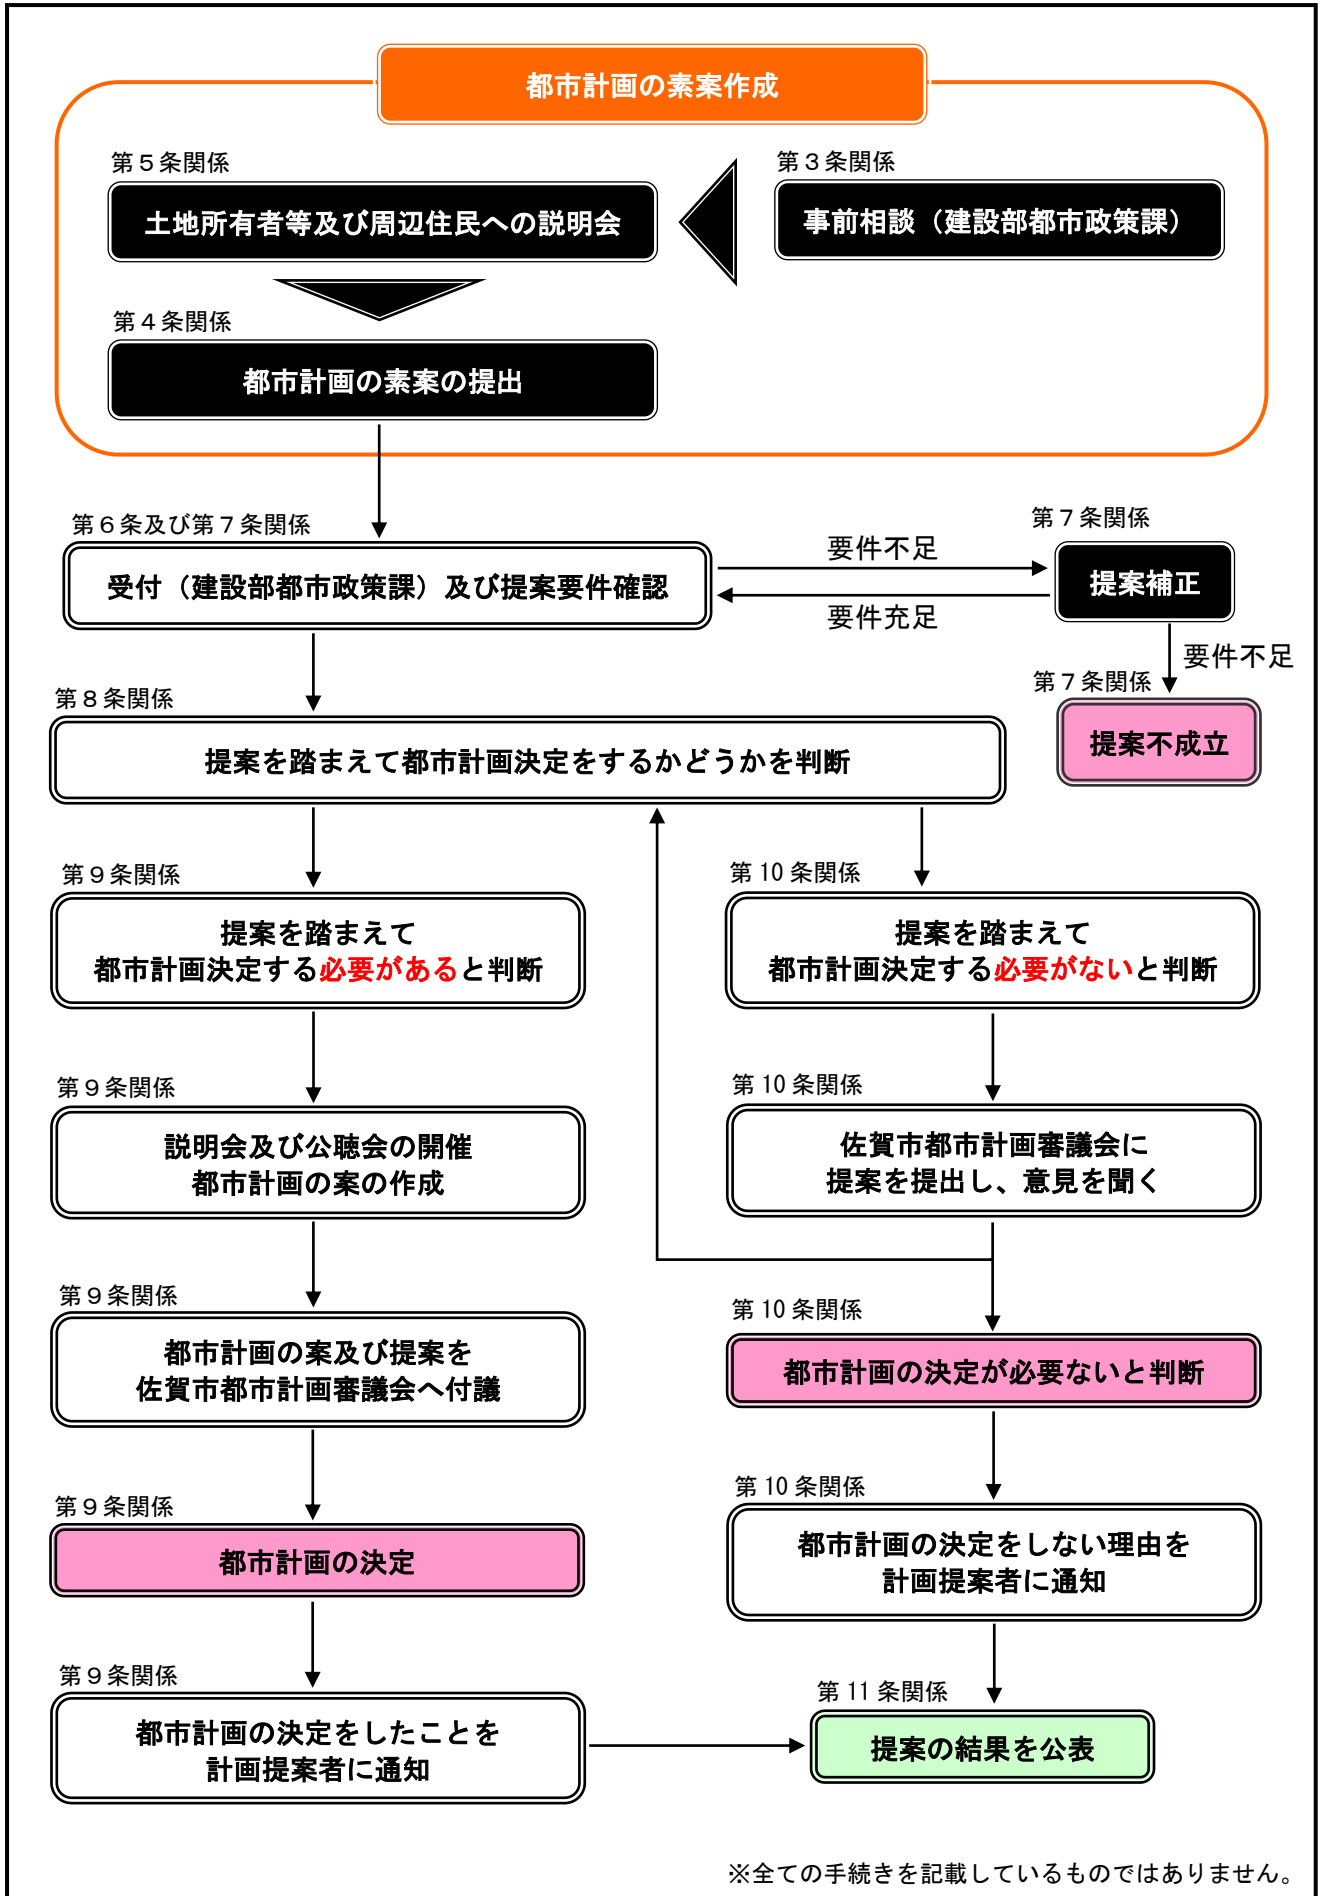 都市計画の素案作成
第５条関係
土地所有者等及び周辺住民への説明会
第３条関係
事前相談（建設部都市政策課）
第４条関係
都市計画の素案の提出
第６条及び第７条関係
受付（建設部都市政策課）及び提案要件確認
要件不足
要件充足
第７条関係
提案補正
要件不足
第７条関係
提案不成立
第８条関係
提案を踏まえて都市計画決定をするかどうかを判断
第９条関係
提案を踏まえて
都市計画決定する必要があると判断
第10条関係
提案を踏まえて
都市計画決定する必要がないと判断
第９条関係
説明会及び公聴会の開催
都市計画の案の作成
第10条関係
佐賀市都市計画審議会に
提案を提出し、意見を聞く
第９条関係
都市計画の案及び提案を
佐賀市都市計画審議会へ付議
第10条関係
都市計画の決定が必要ないと判断
第９条関係
都市計画の決定
第10条関係
都市計画の決定をしない理由を
計画提案者に通知
第９条関係
都市計画の決定をしたことを
計画提案者に通知
第11条関係
提案の結果を公表
※全ての手続きを記載しているものではありません。